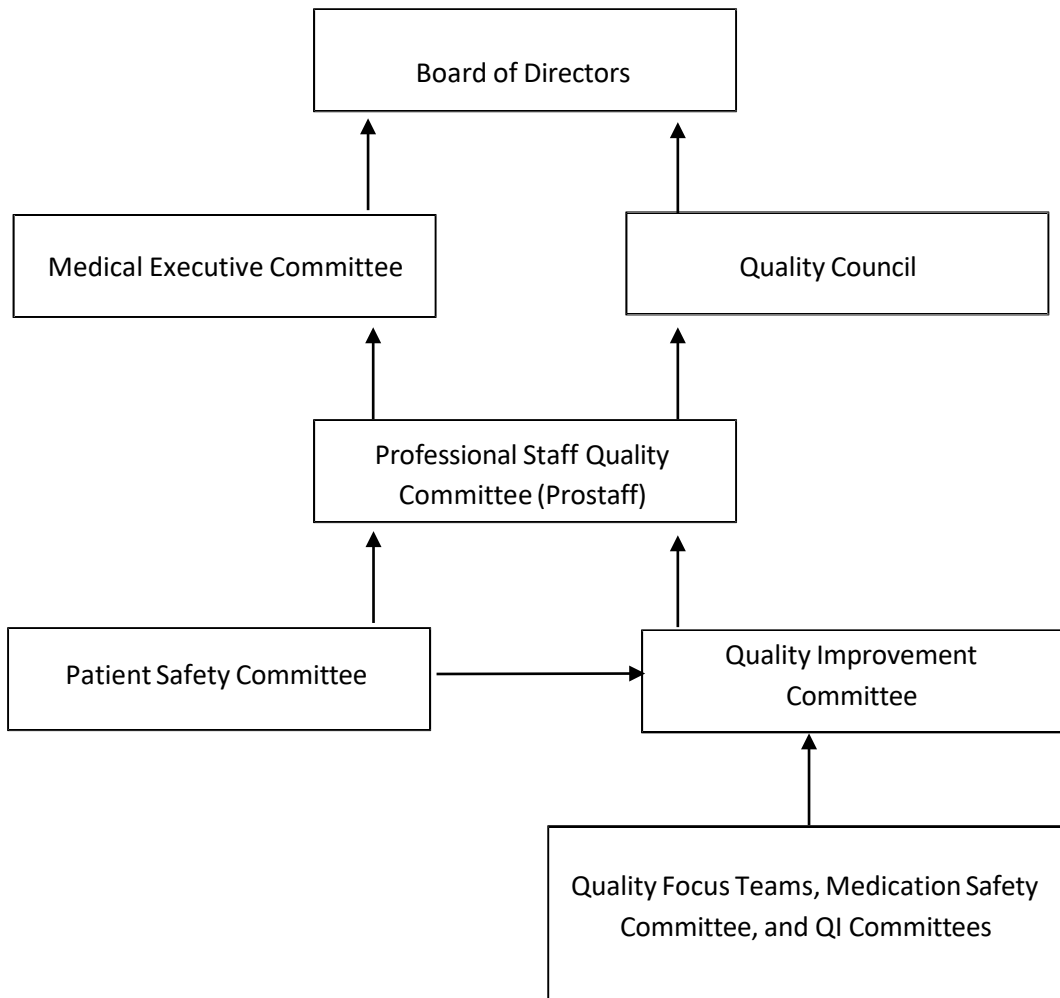 Board of Directors
Medical Executive Committee
Quality Council
Professional Staff Quality
Committee (Prostaff)
Patient Safety Committee
Quality Improvement
Committee
Quality Focus Teams, Medication Safety
Committee, and QI Committees